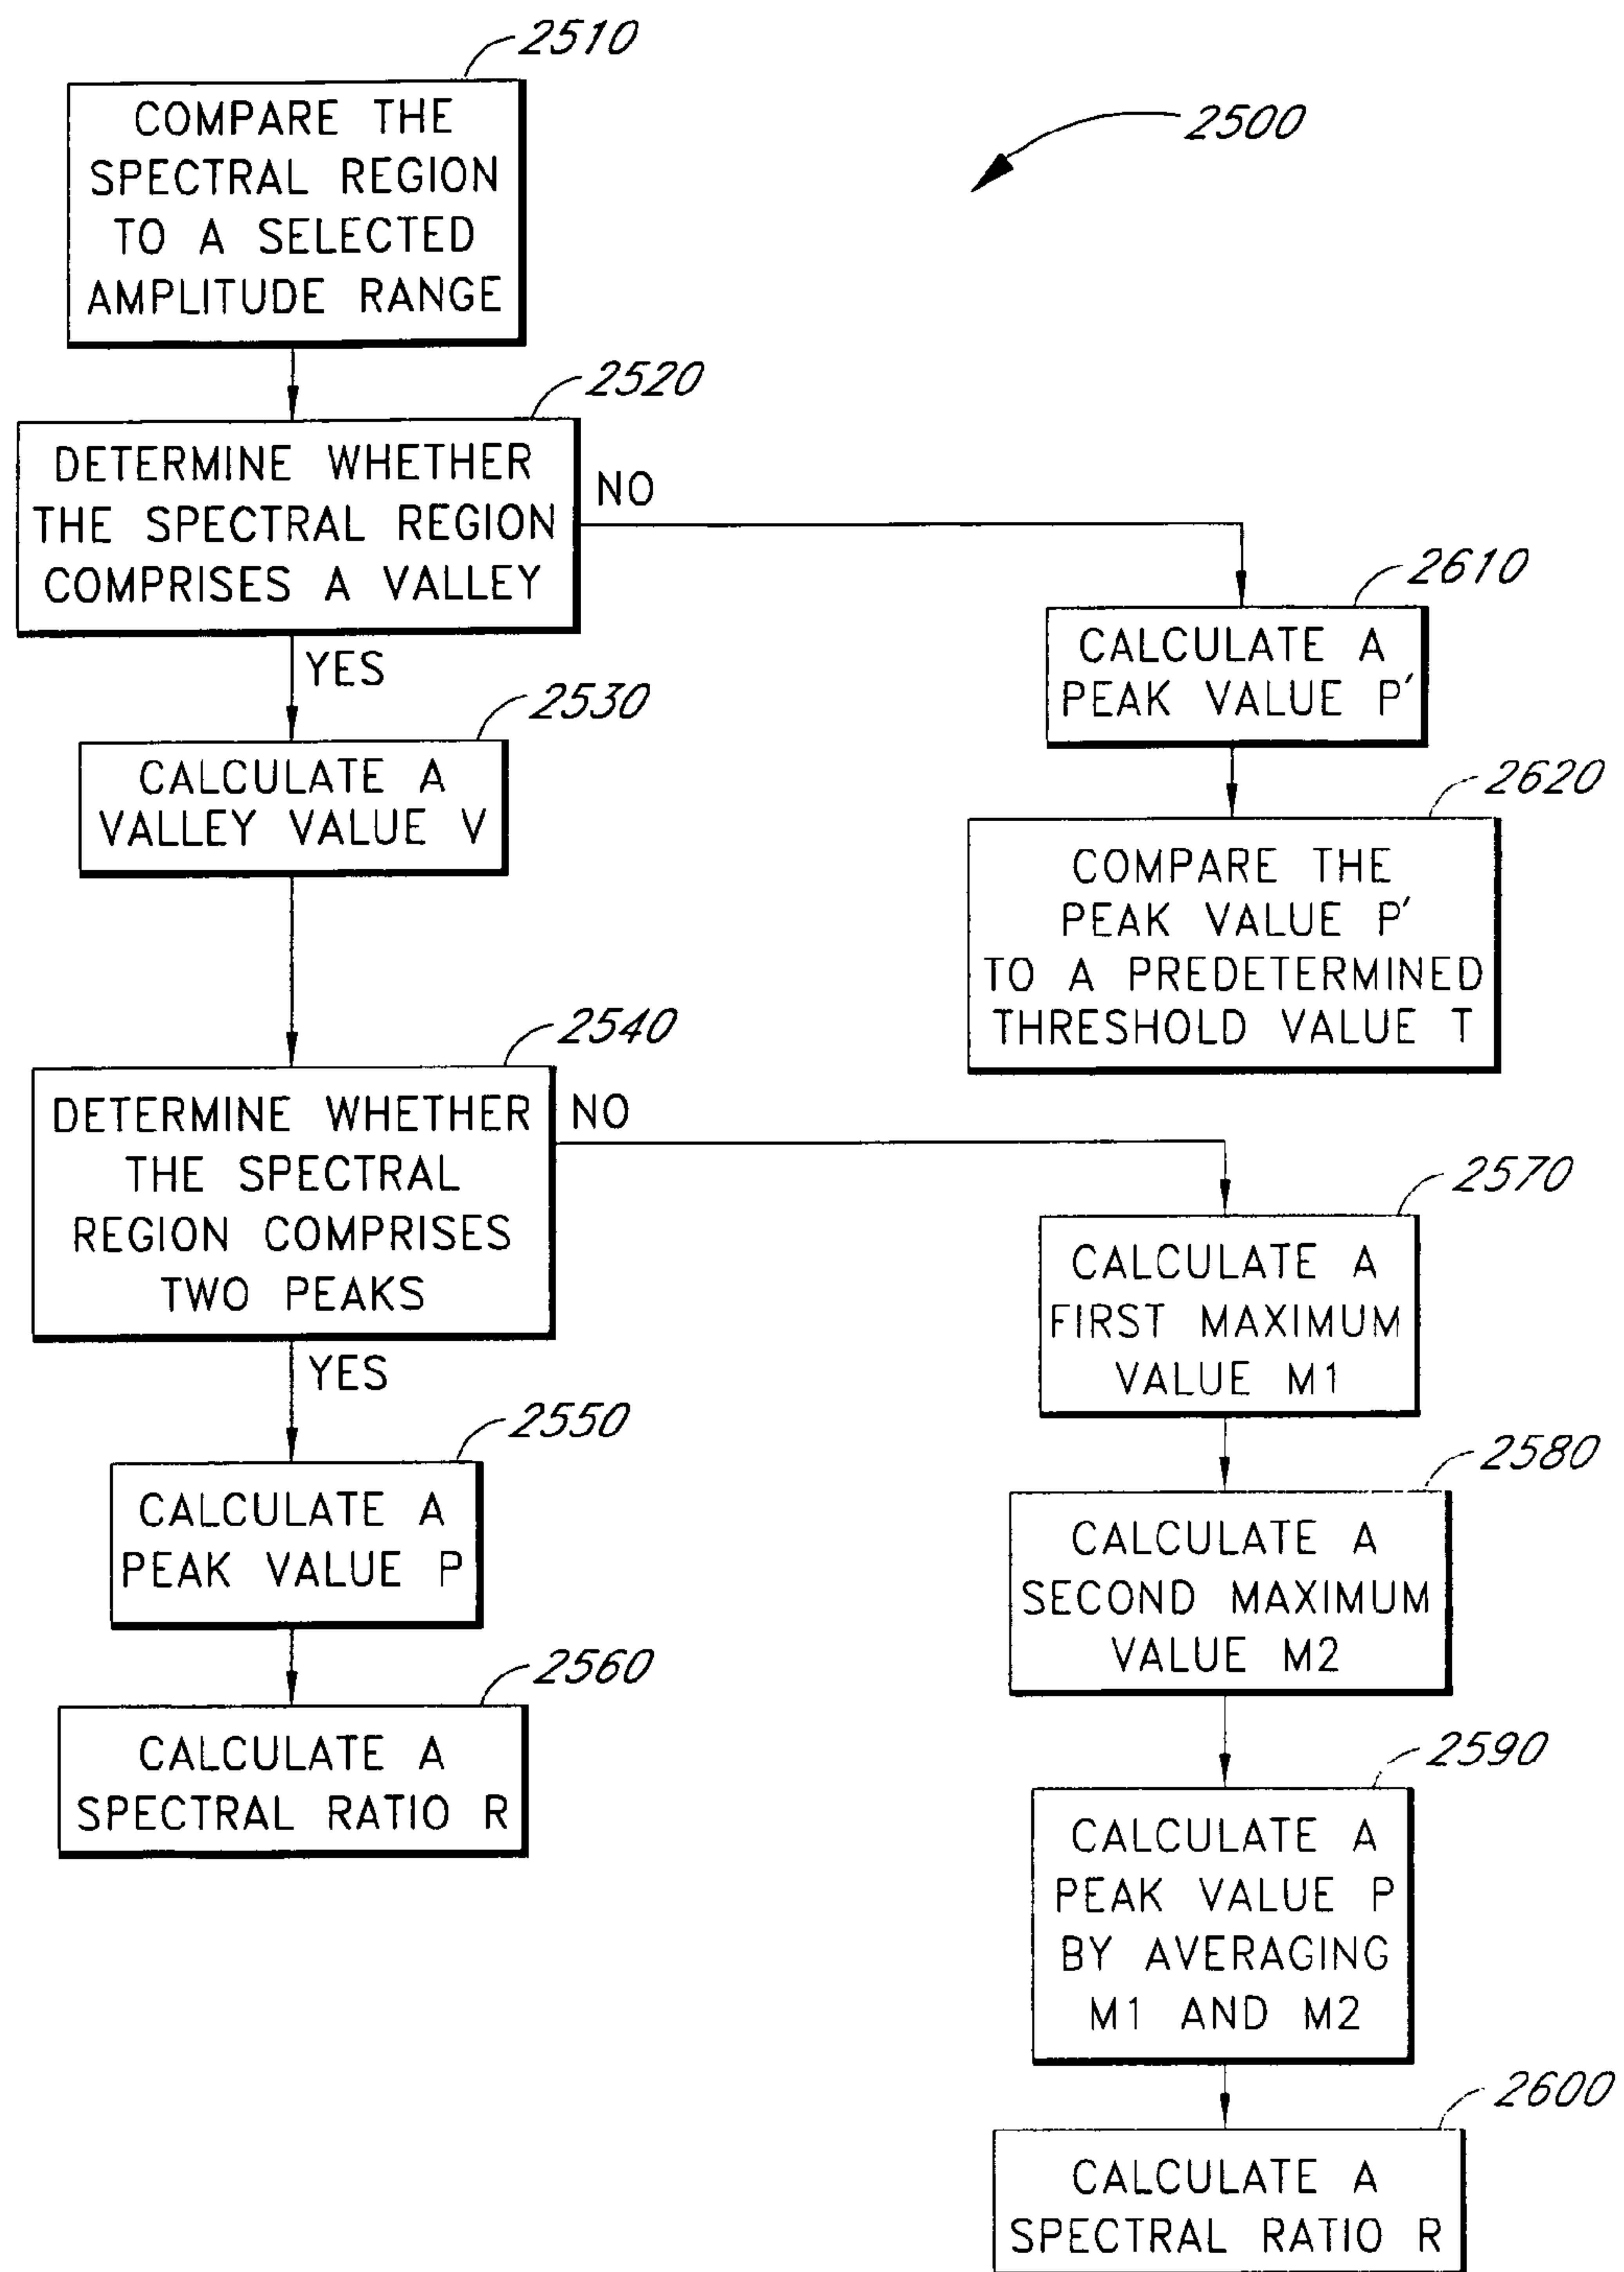 2510
COMPARE THE
SPECTRAL REGION
TO A SELECTED
AMPLITUDE RANGE
2500
2520
DETERMINE WHETHER
THE SPECTRAL REGION
COMPRISES A VALLEY
NO
YES
2610
CALCULATE A
PEAK VALUE P'
2530
CALCULATE A
VALLEY VALUE V
2620
COMPARE THE
PEAK VALUE P'
TO A PREDETERMINED
THRESHOLD VALUE T
2540
DETERMINE WHETHER
THE SPECTRAL
REGION COMPRISES
TWO PEAKS
NO
YES
2570
CALCULATE A
FIRST MAXIMUM
VALUE M1
2550
CALCULATE A
PEAK VALUE P
2580
CALCULATE A
SECOND MAXIMUM
VALUE M2
2560
CALCULATE A
SPECTRAL RATIO R
2590
CALCULATE A
PEAK VALUE P
BY AVERAGING
M1 AND M2
2600
CALCULATE A
SPECTRAL RATIO R